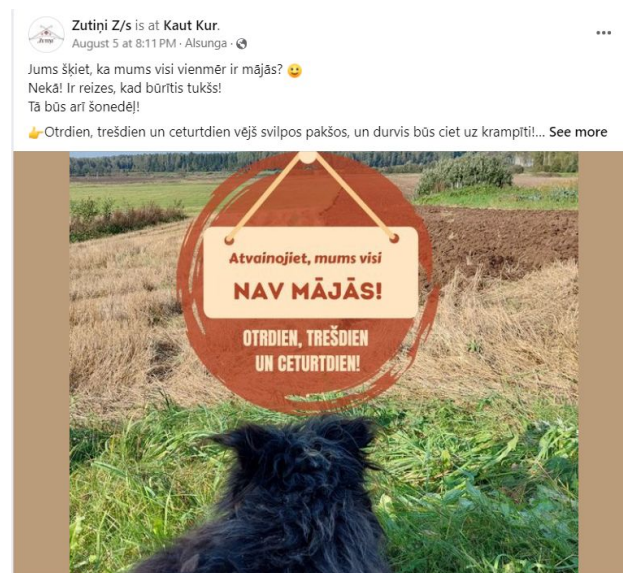 Zutiņi Z/s is at Kaut Kur.
August 5 at 8:11 PM · Alsunga ·
Jums šķiet, ka mums visi vienmēr ir mājās? 😀
Nekā! Ir reizes, kad būrītis tukšs!
Tā būs arī šonedēļ!
👉Otrdien, trešdien un ceturtdien vējš svilpos pakšos, un durvis būs ciet uz krampīti!... See more
Atvainojiet, mums visi
NAV MĀJĀS!
OTRDIEN, TREŠDIEN
UN CETURTDIEN!